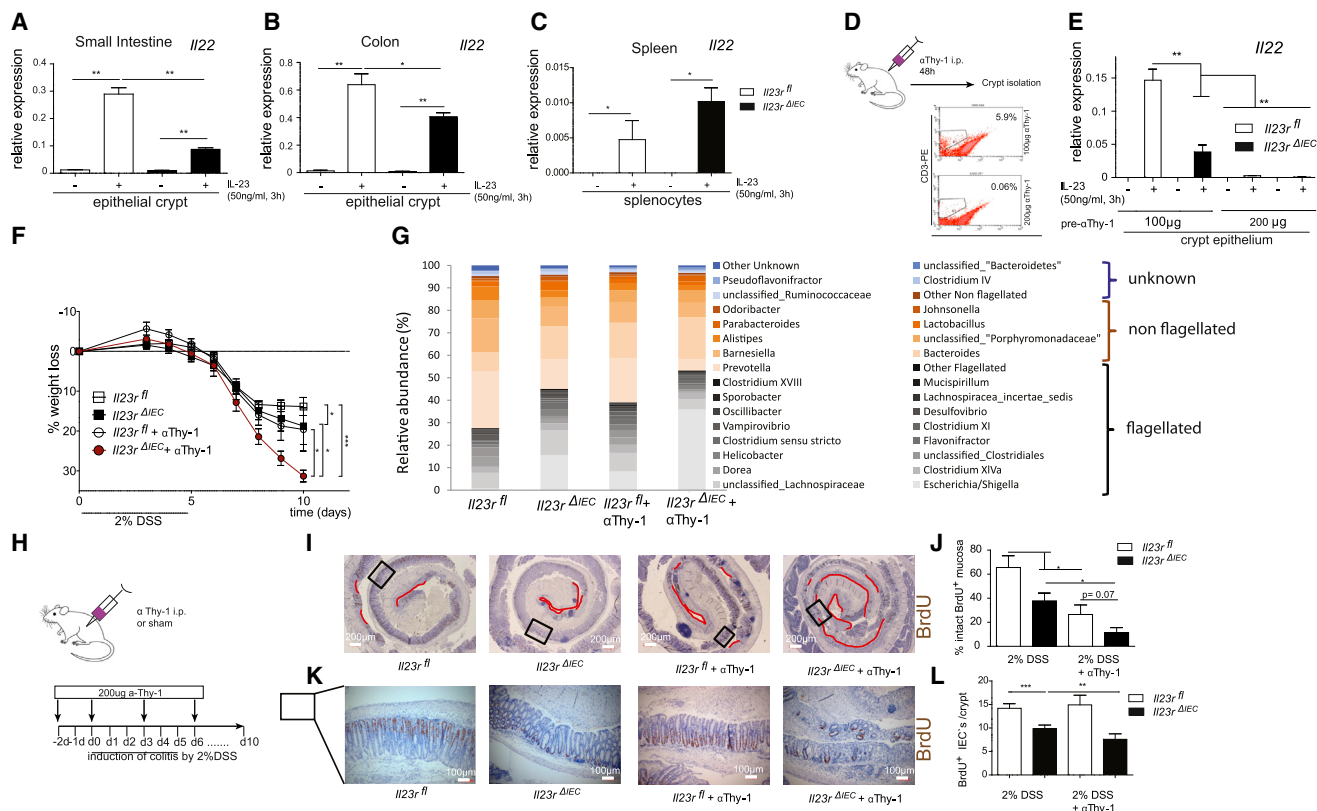 A
Small Intestine
Il22
relative expression
0.4
0.3
0.2
0.1
0
**
**
**
-
+
-
+
IL-23
(50ng/ml, 3h)
epithelial crypt
B
Colon
Il22
relative expression
0.8
0.6
0.4
0.2
0
**
*
**
-
+
-
+
IL-23
(50ng/ml, 3h)
epithelial crypt
C
Spleen
Il22
relative expression
0.015
0.010
0.005
0.000
*
*
Il23r fl
Il23r ΔIEC
-
+
-
+
IL-23
(50ng/ml, 3h)
splenocytes
D
αThy-1 i.p.
48h
Crypt isolation
5.9%
100µg αThy-1
0.06%
200µg αThy-1
CD3-PE
E
Il22
relative expression
0.15
0.1
0.05
0
**
**
Il23r fl
Il23r ΔIEC
-
+
-
+
-
+
-
+
IL-23
(50ng/ml, 3h)
pre-αThy-1
100µg
200 µg
crypt epithelium
F
% weight loss
-10
0
10
20
30
Il23r fl
Il23r ΔIEC
Il23r fl + αThy-1
Il23r ΔIEC+ αThy-1
*
*
*
***
0
5
10
time (days)
2% DSS
G
Relative abundance (%)
100
90
80
70
60
50
40
30
20
10
0
Il23r fl
Il23r ΔIEC
Il23r fl+
αThy-1
Il23r ΔIEC +
αThy-1
Other Unknown
Pseudoflavonifractor
unclassified_Ruminococcaceae
Odoribacter
Parabacteroides
Alistipes
Barnesiella
Prevotella
Clostridium XVIII
Sporobacter
Oscillibacter
Vampirovibrio
Clostridium sensu stricto
Helicobacter
Dorea
unclassified_Lachnospiraceae
unclassified_"Bacteroidetes"
Clostridium IV
Other Non flagellated
Johnsonella
Lactobacillus
unclassified_"Porphyromonadaceae"
Bacteroides
Other Flagellated
Mucispirillum
Lachnospiracea_incertae_sedis
Desulfovibrio
Clostridium XI
Flavonifractor
unclassified_Clostridiales
Clostridium XlVa
Escherichia/Shigella
unknown
non flagellated
flagellated
H
α Thy-1 i.p.
or sham
200ug a-Thy-1
-2d -1d d0 d1 d2 d3 d4 d5 d6 ....... d10
induction of colitis by 2%DSS
I
200µm
200µm
200µm
200µm
BrdU
Il23r fl
Il23r ΔIEC
Il23r fl + αThy-1
Il23r ΔIEC + αThy-1
J
% intact BrdU+ mucosa
80
60
40
20
0
*
*
p= 0.07
Il23r fl
Il23r ΔIEC
2% DSS
2% DSS
+ αThy-1
K
100µm
100µm
100µm
100µm
BrdU
Il23r fl
Il23r ΔIEC
Il23r fl + αThy-1
Il23r ΔIEC + αThy-1
L
BrdU+ IEC's /crypt
20
15
10
5
0
***
**
Il23r fl
Il23r ΔIEC
2% DSS
2% DSS
+ αThy-1